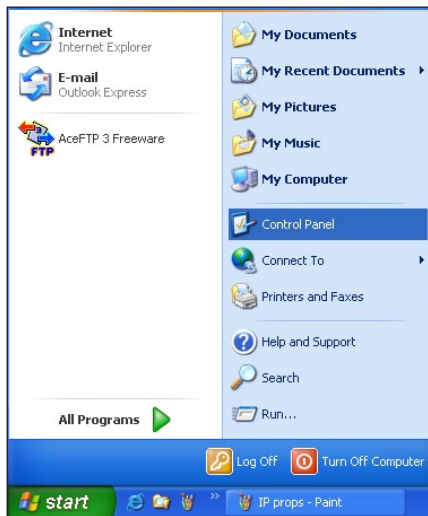 Internet
Internet Explorer
E-mail
Outlook Express
FTP
AceFTP 3 Freeware
All Programs
My Documents
My Recent Documents
My Pictures
My Music
My Computer
Control Panel
Connect To
Printers and Faxes
Help and Support
Search
Run...
Log Off
Turn Off Computer
start
IP props - Paint